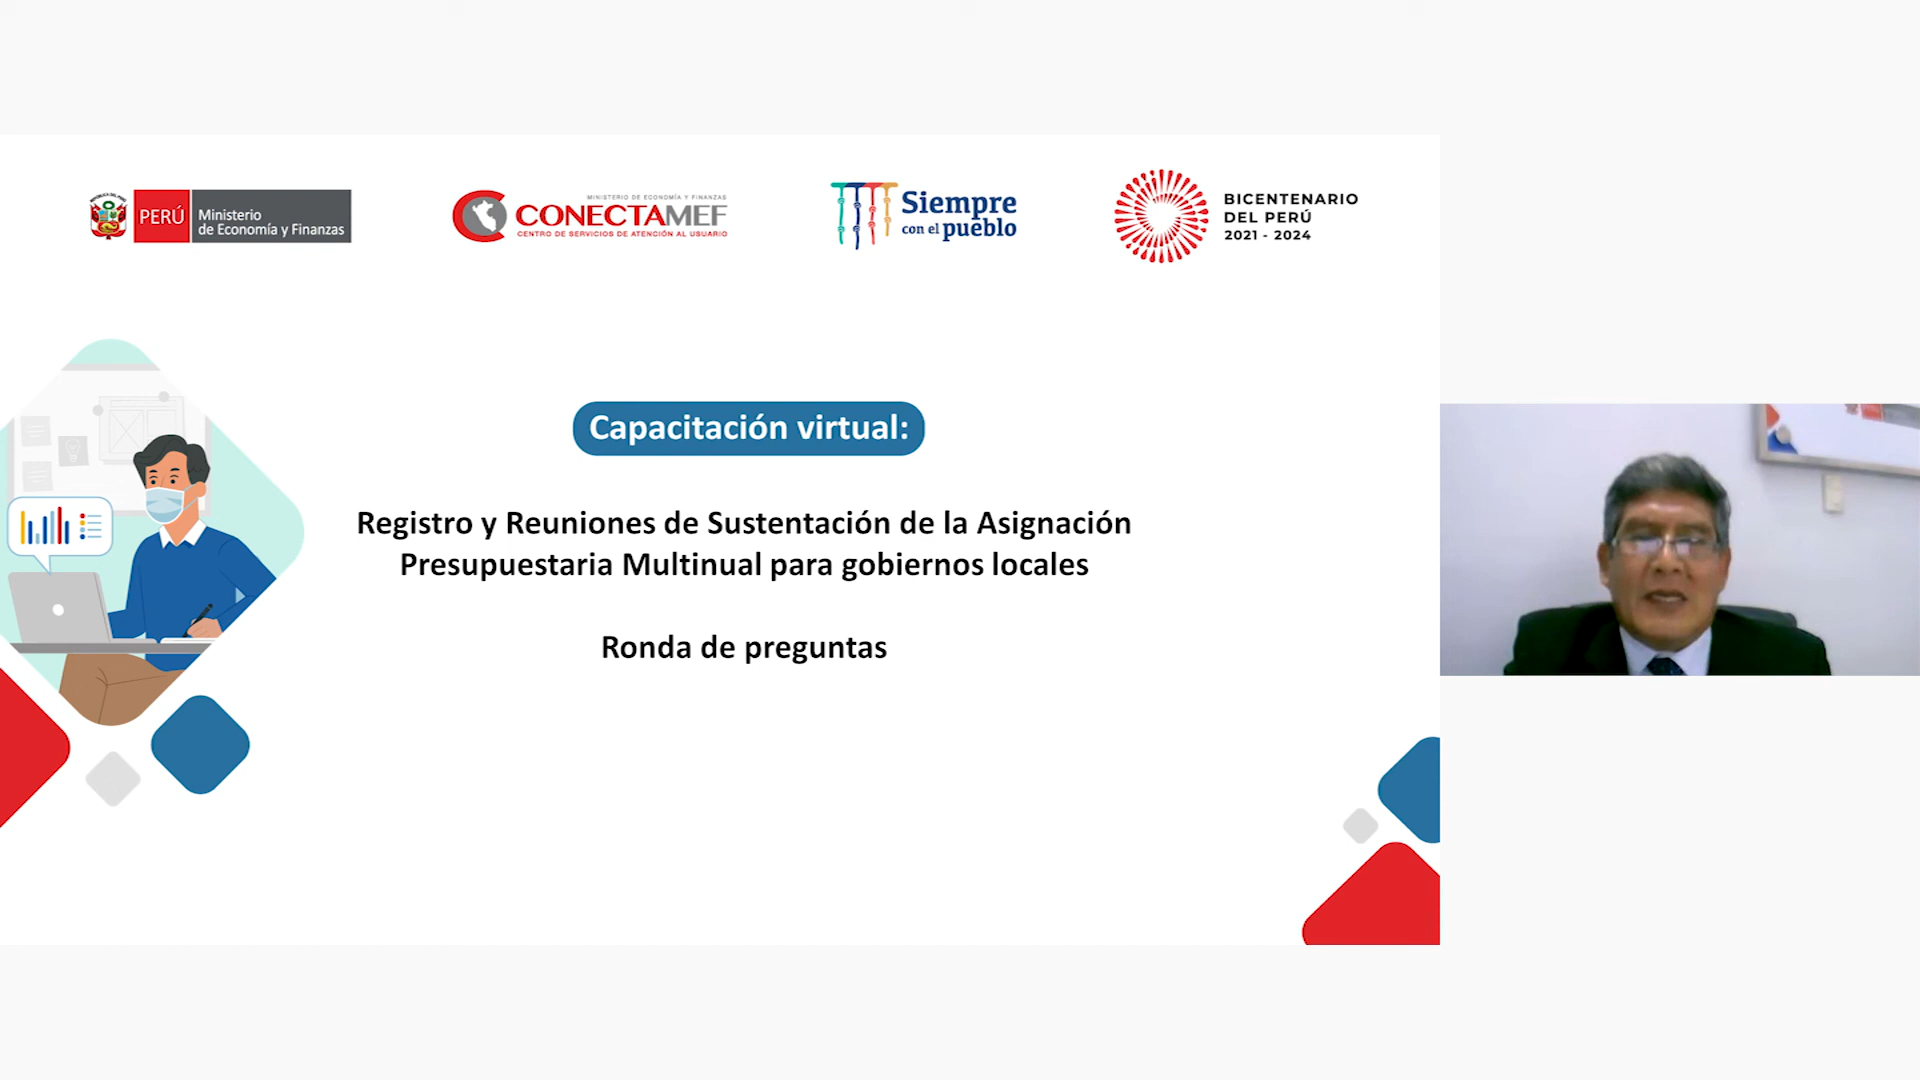 PERÚ
Ministerio
de Economía y Finanzas
MINISTERIO DE ECONOMÍA Y FINANZAS
CONECTAMEF
CENTRO DE SERVICIOS DE ATENCIÓN AL USUARIO
Siempre
con el pueblo
BICENTENARIO
DEL PERÚ
2021 - 2024
Capacitación virtual:
Registro y Reuniones de Sustentación de la Asignación
Presupuestaria Multinual para gobiernos locales
Ronda de preguntas